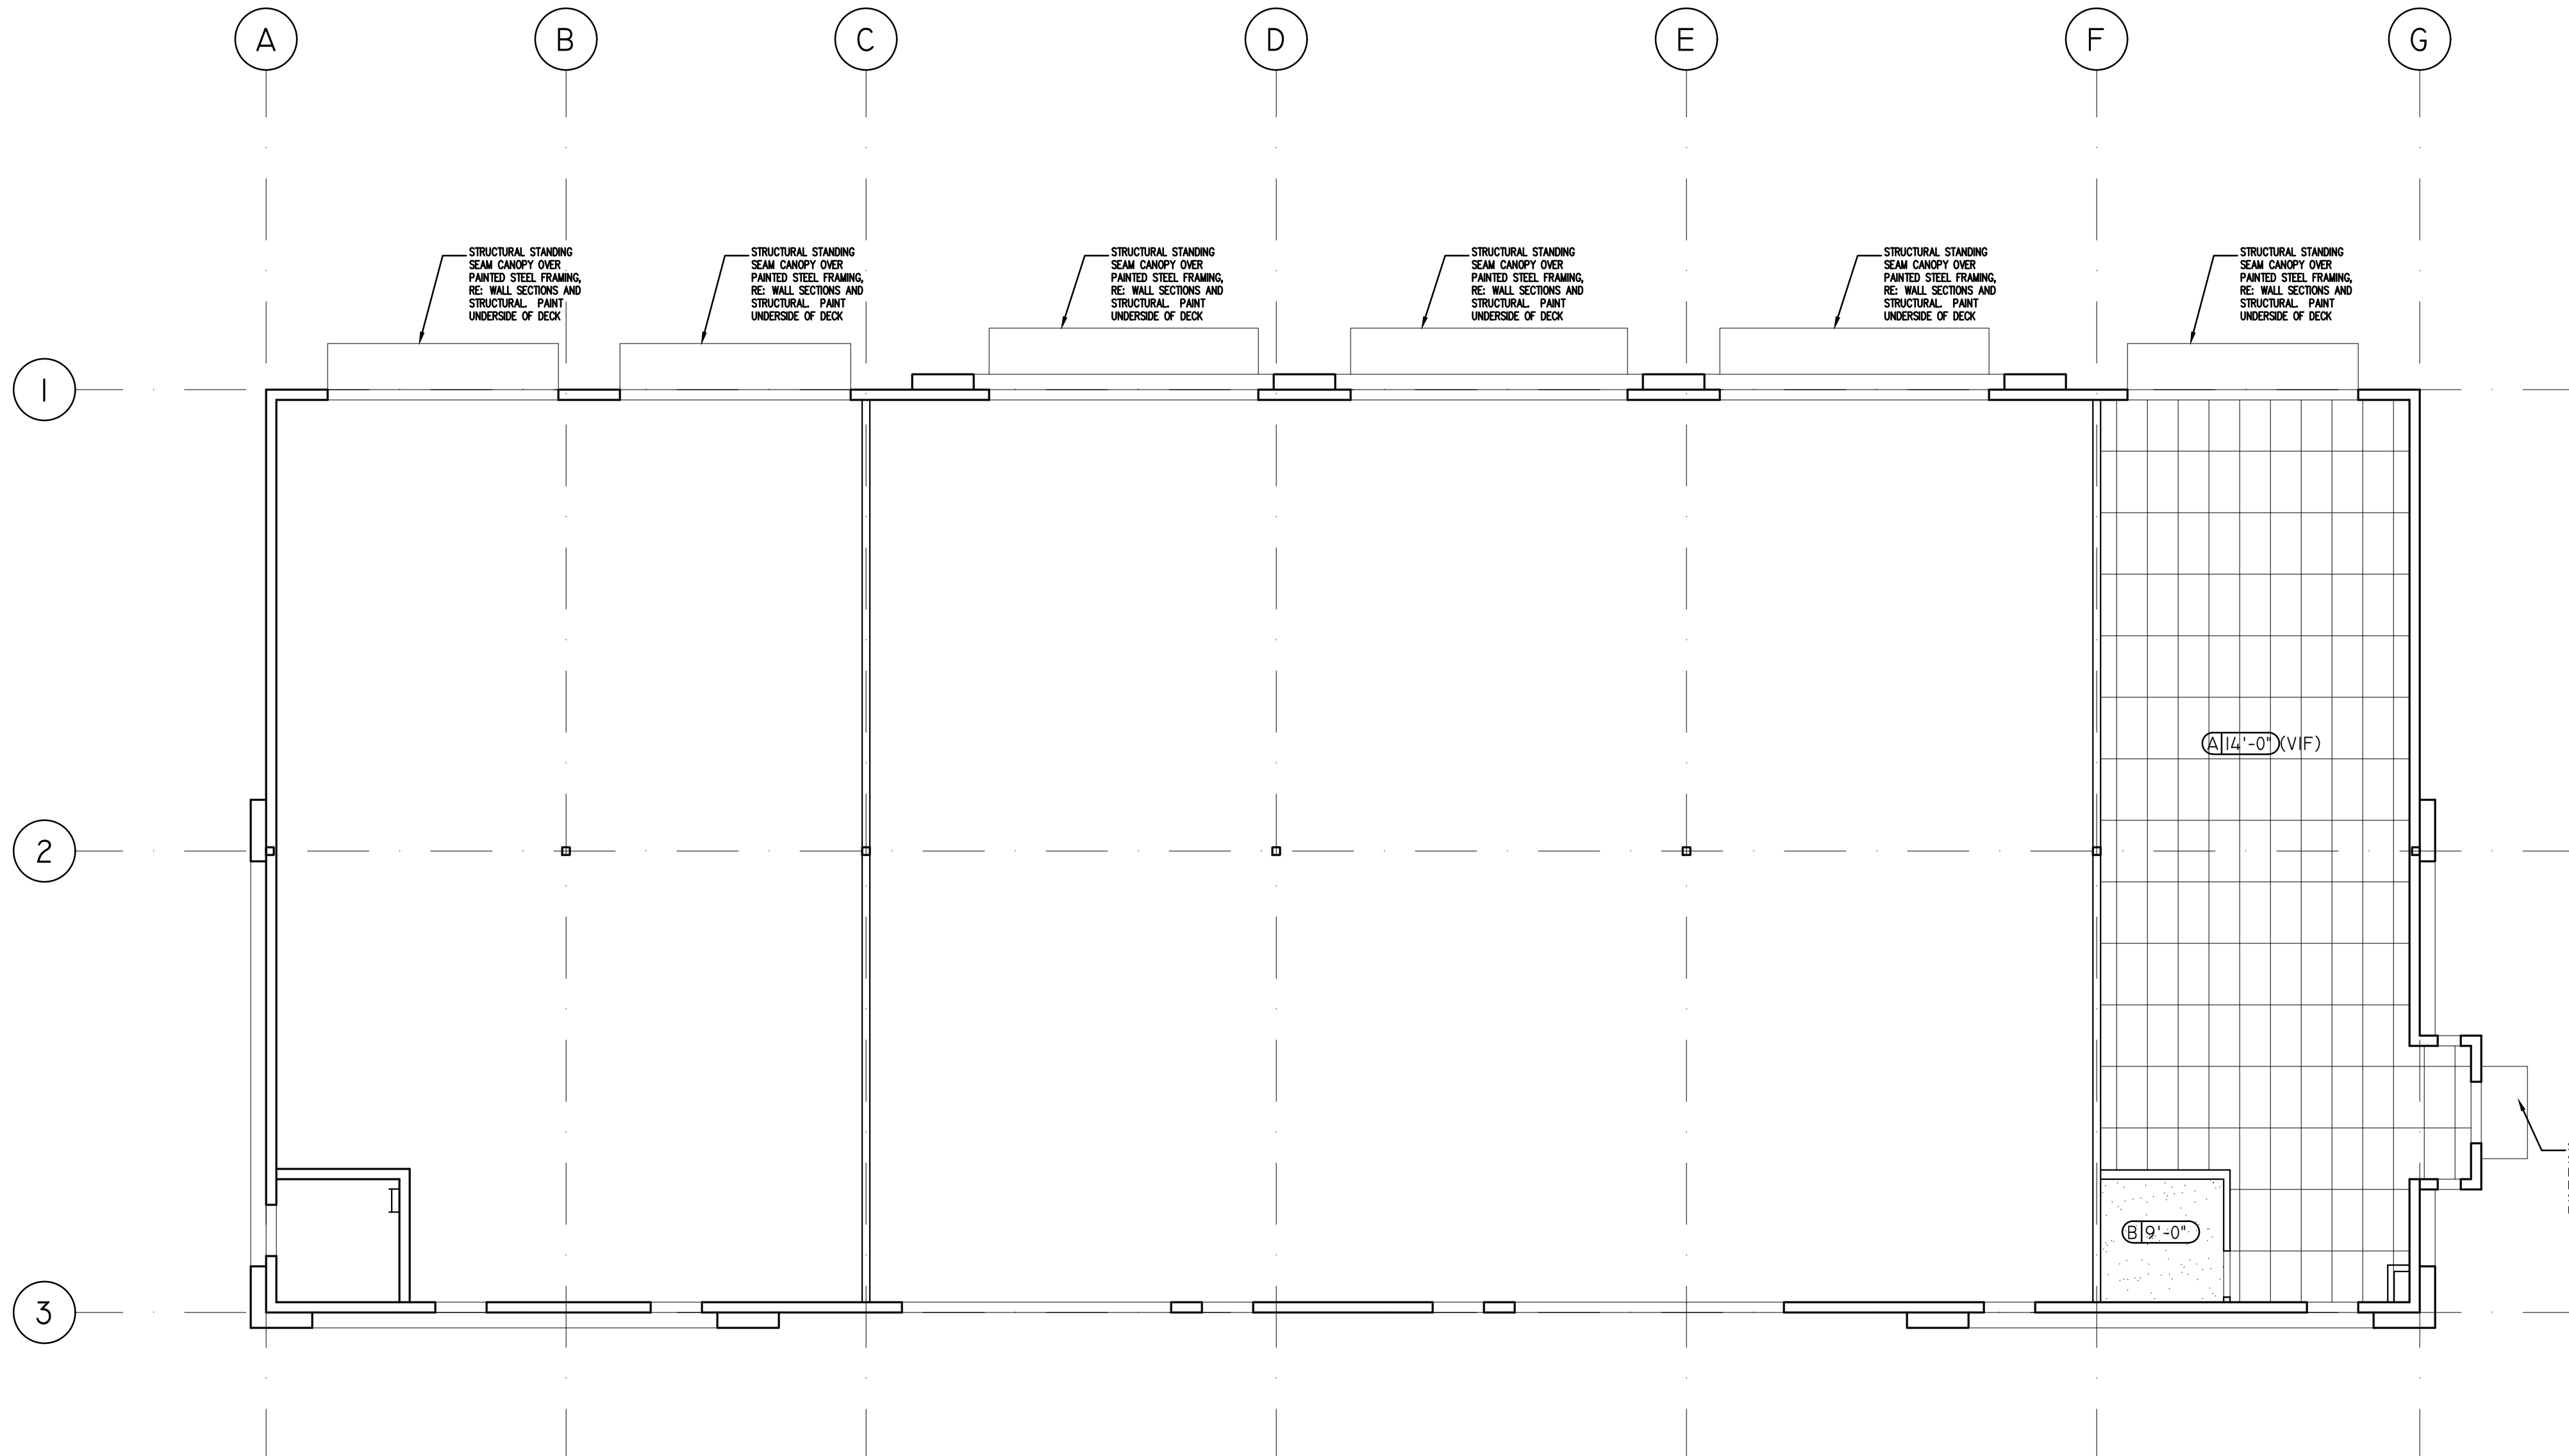 A
B
C
D
E
F
G
STRUCTURAL STANDING
SEAM CANOPY OVER
PAINTED STEEL FRAMING,
RE: WALL SECTIONS AND
STRUCTURAL. PAINT
UNDERSIDE OF DECK
STRUCTURAL STANDING
SEAM CANOPY OVER
PAINTED STEEL FRAMING,
RE: WALL SECTIONS AND
STRUCTURAL. PAINT
UNDERSIDE OF DECK
STRUCTURAL STANDING
SEAM CANOPY OVER
PAINTED STEEL FRAMING,
RE: WALL SECTIONS AND
STRUCTURAL. PAINT
UNDERSIDE OF DECK
STRUCTURAL STANDING
SEAM CANOPY OVER
PAINTED STEEL FRAMING,
RE: WALL SECTIONS AND
STRUCTURAL. PAINT
UNDERSIDE OF DECK
STRUCTURAL STANDING
SEAM CANOPY OVER
PAINTED STEEL FRAMING,
RE: WALL SECTIONS AND
STRUCTURAL. PAINT
UNDERSIDE OF DECK
STRUCTURAL STANDING
SEAM CANOPY OVER
PAINTED STEEL FRAMING,
RE: WALL SECTIONS AND
STRUCTURAL. PAINT
UNDERSIDE OF DECK
1
A 14'-0" (VIF)
2
B 9'-0"
3